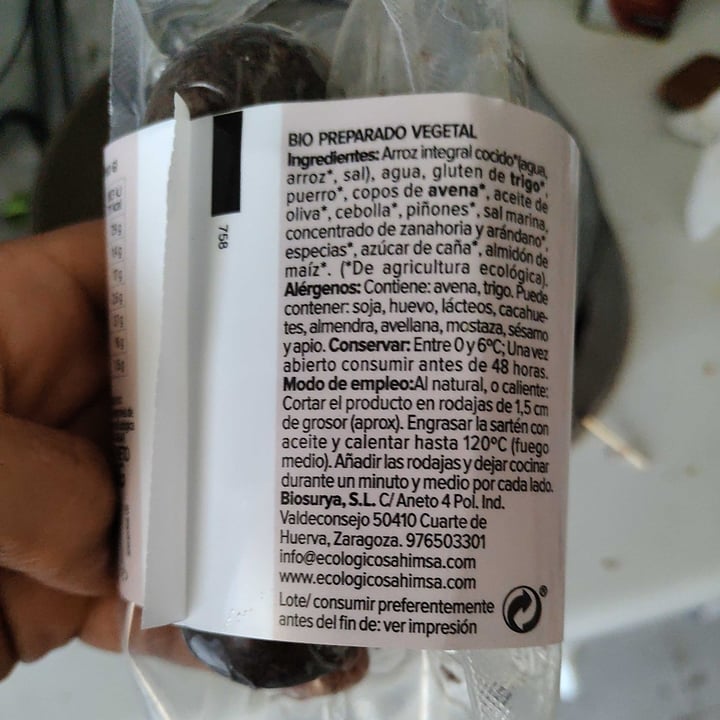 BIO PREPARADO VEGETAL
Ingredientes: Arroz integral cocido*(agua,
arroz*, sal), agua, gluten de trigo*,
puerro*, copos de avena*, aceite de
oliva*, cebolla*, piñones*, sal marina,
concentrado de zanahoria y arándano*,
especias*, azúcar de caña*, almidón de
maíz*. (*De agricultura ecológica).
Alérgenos: Contiene: avena, trigo. Puede
contener: soja, huevo, lácteos, cacahue-
tes, almendra, avellana, mostaza, sésamo
y apio. Conservar: Entre 0 y 6ºC; Una vez
abierto consumir antes de 48 horas.
Modo de empleo:Al natural, o caliente:
Cortar el producto en rodajas de 1,5 cm
de grosor (aprox). Engrasar la sartén con
aceite y calentar hasta 120ºC (fuego
medio). Añadir las rodajas y dejar cocinar
durante un minuto y medio por cada lado.
Biosurya, S.L. C/ Aneto 4 Pol. Ind.
Valdeconsejo 50410 Cuarte de
Huerva, Zaragoza. 976503301
info@ecologicosahimsa.com
www.ecologicosahimsa.com
Lote/ consumir preferentemente
antes del fin de: ver impresión
®
758